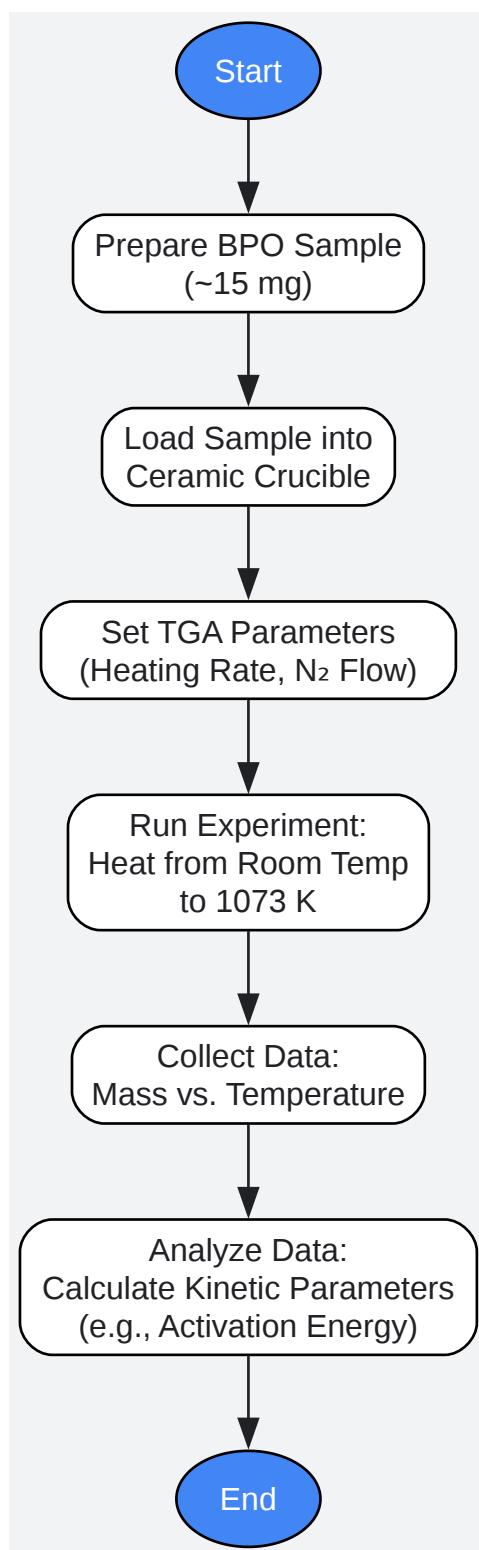 Start
Prepare BPO Sample
(~15 mg)
Load Sample into
Ceramic Crucible
Set TGA Parameters
(Heating Rate, N₂ Flow)
Run Experiment:
Heat from Room Temp
to 1073 K
Collect Data:
Mass vs. Temperature
Analyze Data:
Calculate Kinetic Parameters
(e.g., Activation Energy)
End